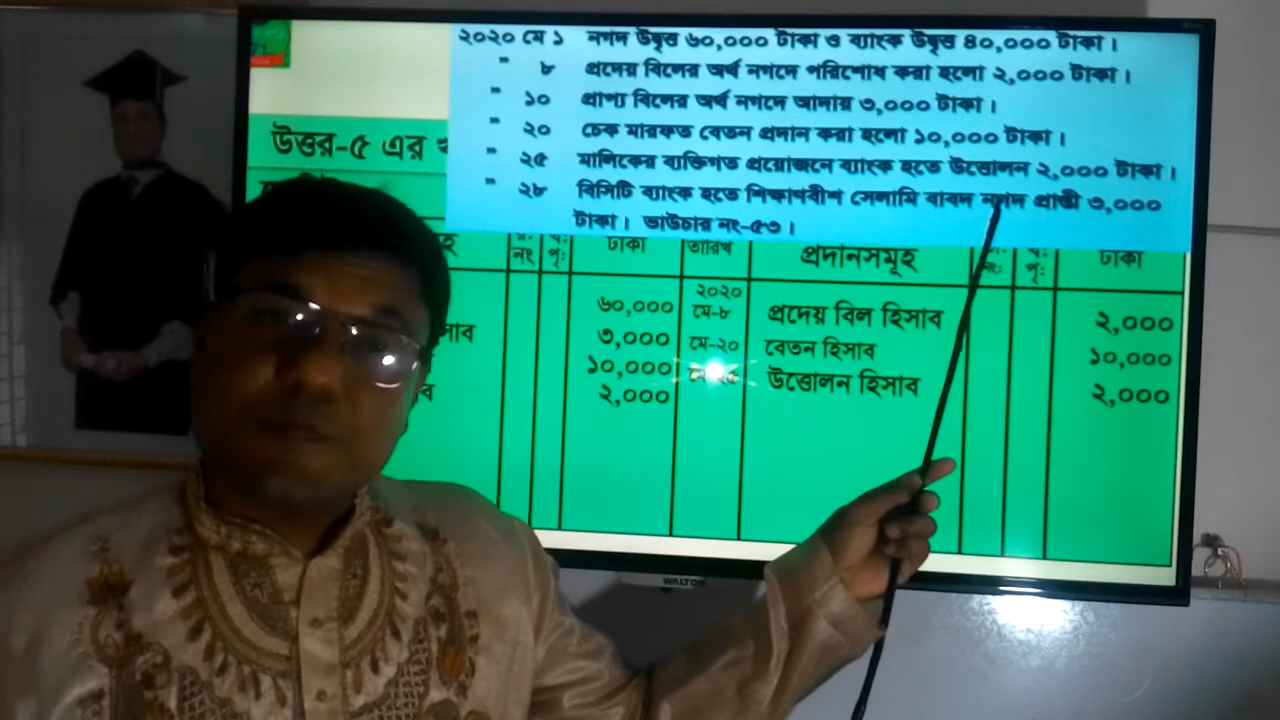 ২০২০ মে ১ নগদ উদ্বৃত্ত ৬০,০০০ টাকা ও ব্যাংক উদ্বৃত্ত ৪০,০০০ টাকা।
" ৮ প্রদেয় বিলের অর্থ নগদে পরিশোধ করা হলো ২,০০০ টাকা।
" ১০ প্রাপ্য বিলের অর্থ নগদে আদায় ৩,০০০ টাকা।
" ২০ চেক মারফত বেতন প্রদান করা হলো ১০,০০০ টাকা।
" ২৫ মালিকের ব্যক্তিগত প্রয়োজনে ব্যাংক হতে উত্তোলন ২,০০০ টাকা।
" ২৮ বিসিটি ব্যাংক হতে শিক্ষাণবীশ সেলামি বাবদ নগদ প্রাপ্তী ৩,০০০
টাকা। ভাউচার নং-৫৩।
উত্তর-৫ এর
নং পৃ: টাকা তারিখ প্রদানসমূহ নং: পৃ: টাকা
৬০,০০০ ২০২০ মে-৮ প্রদেয় বিল হিসাব ২,০০০
৩,০০০ মে-২০ বেতন হিসাব ১০,০০০
১০,০০০ উত্তোলন হিসাব ২,০০০
২,০০০
WALTON